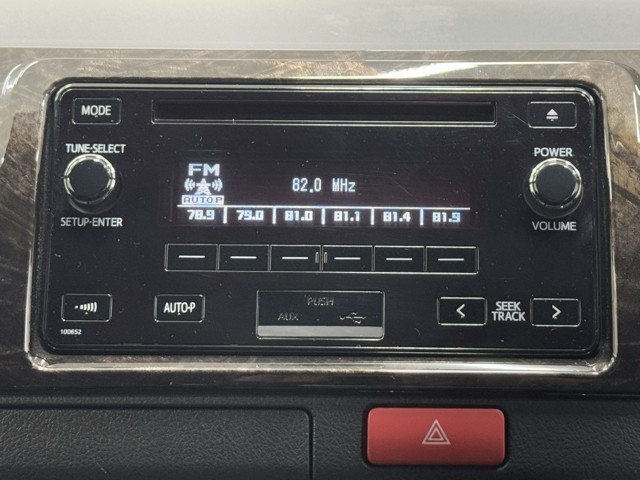 MODE
TUNE·SELECT
SETUP·ENTER
FM
AUTO.P
82.0 MHz
78.9 79.0 81.0 81.1 81.4 81.9
POWER
VOLUME
AUTO·P
PUSH
AUX
< SEEK TRACK >
100652